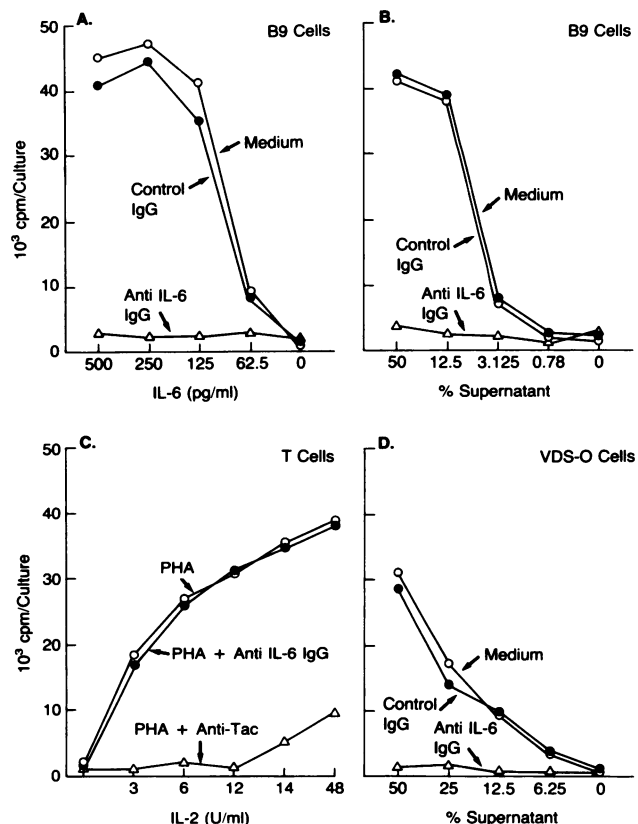 A.
B9 Cells
50
40
30
20
10
0
10³ cpm/Culture
Medium
Control
IgG
Anti IL-6
IgG
500 250 125 62.5 0
IL-6 (pg/ml)
B.
B9 Cells
Medium
Control
IgG
Anti IL-6
IgG
50 12.5 3.125 0.78 0
% Supernatant
C.
T Cells
50
40
30
20
10
0
10³ cpm/Culture
PHA
PHA + Anti IL-6 IgG
PHA + Anti-Tac
3 6 12 14 48
IL-2 (U/ml)
D.
VDS-O Cells
Medium
Control
IgG
Anti IL-6
IgG
50 25 12.5 6.25 0
% Supernatant